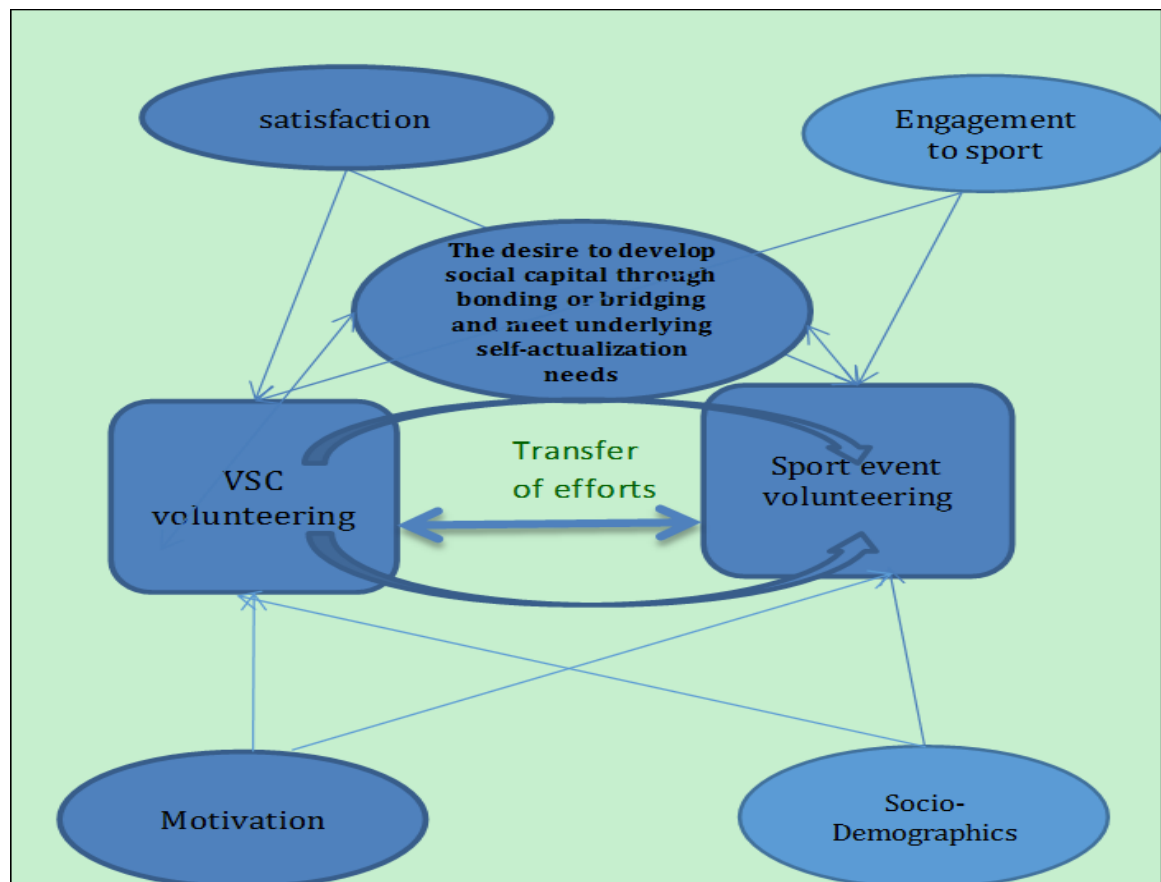 satisfaction
Engagement
to sport
The desire to develop
social capital through
bonding or bridging
and meet underlying
self-actualization
needs
VSC
volunteering
Transfer
of efforts
Sport event
volunteering
Motivation
Socio-
Demographics